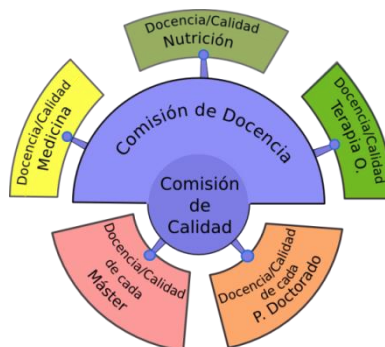 Docencia/Calidad
Nutrición
Docencia/Calidad
Medicina
Docencia/Calidad
Terapia O.
Comisión de Docencia
Comisión
de
Calidad
Docencia/Calidad
de cada
Máster
Docencia/Calidad
de cada
P. Doctorado